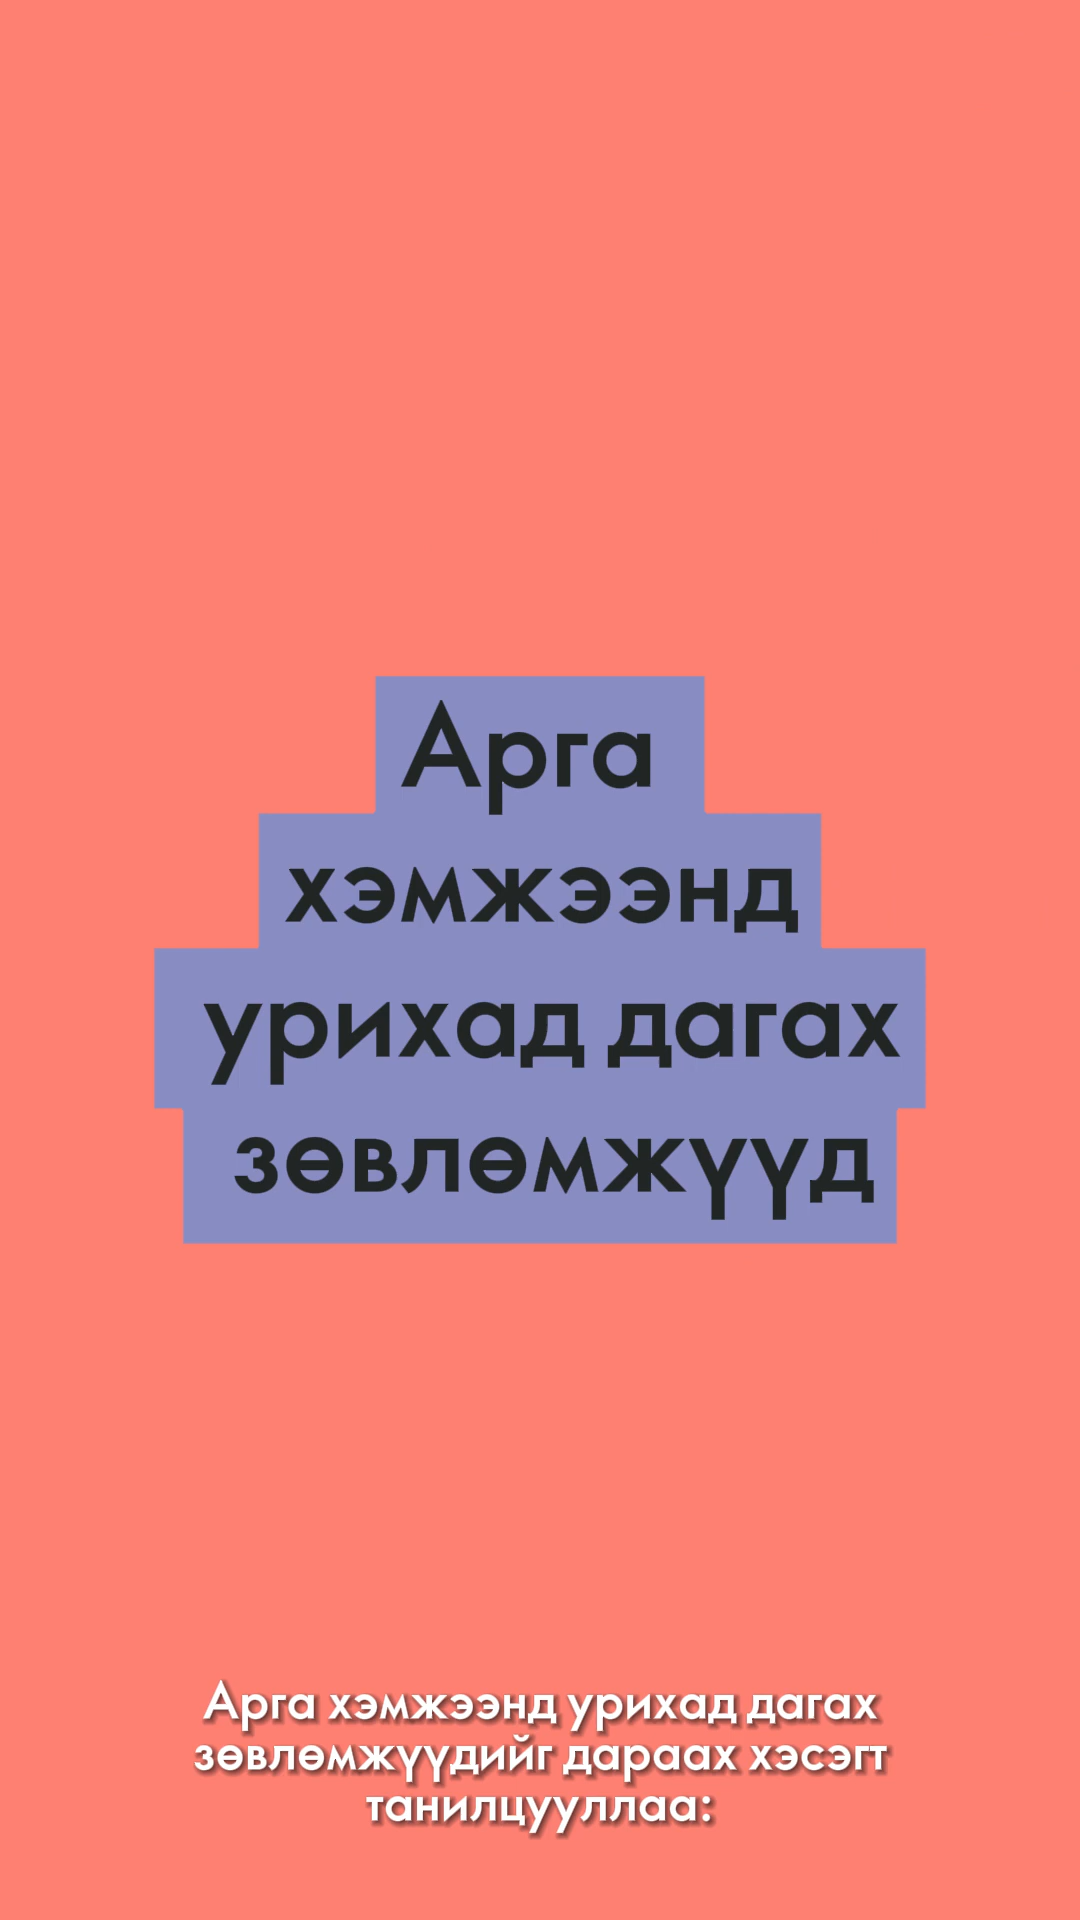 Арга
хэмжээнд
урихад дагах
зөвлөмжүүд
Арга хэмжээнд урихад дагах
зөвлөмжүүдийг дараах хэсэгт
танилцууллаа: